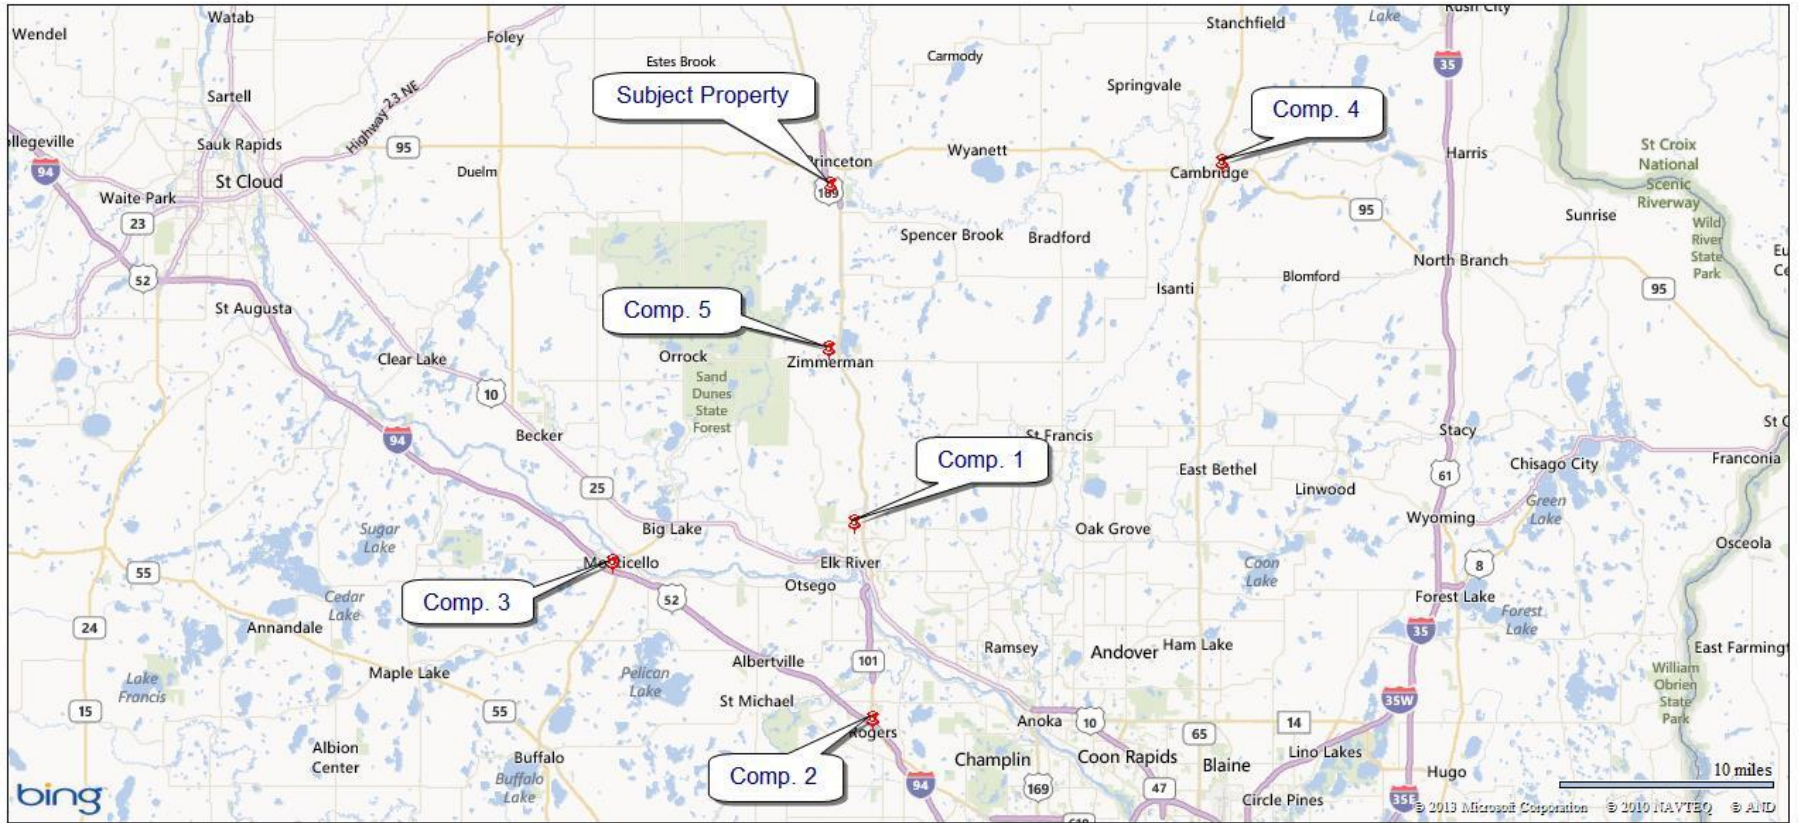 Watab
Rush City
Lake
Stanchfield
Wendel
Foley
Carmody
Estes Brook
35
Springvale
Subject Property
Sartell
Highway 23 NE
Comp. 4
Sauk Rapids
95
Wyanett
Harris
St Croix
National
Scenic
Riverway
94
Princeton
Duelm
Cambridge
St Cloud
Waite Park
169
95
Sunrise
23
Wild
River
State
Park
Spencer Brook
Bradford
North Branch
52
Blomford
Isanti
95
St Augusta
Comp. 5
Orrock
Zimmerman
Clear Lake
Sand
Dunes
State
Forest
10
94
Becker
St Francis
Stacy
Franconia
Comp. 1
East Bethel
Chisago City
61
25
Linwood
Green
Lake
Wyoming
Sugar
Lake
Big Lake
Oak Grove
Osceola
Monticello
Elk River
Coon
Lake
8
55
Otsego
Comp. 3
52
Forest Lake
Cedar
Lake
Forest
Lake
24
Annandale
35
Ramsey
Andover
Ham Lake
Albertville
101
Maple Lake
Pelican
Lake
Lake
Francis
William
Obrien
State
Park
St Michael
35W
15
55
Anoka
10
14
Rogers
65
Albion
Center
Buffalo
Champlin
Coon Rapids
Blaine
Lino Lakes
Comp. 2
Hugo
10 miles
Buffalo
Lake
94
169
47
bing
Circle Pines
35E
© 2013 Microsoft Corporation © 2010 NAVTEQ © AND